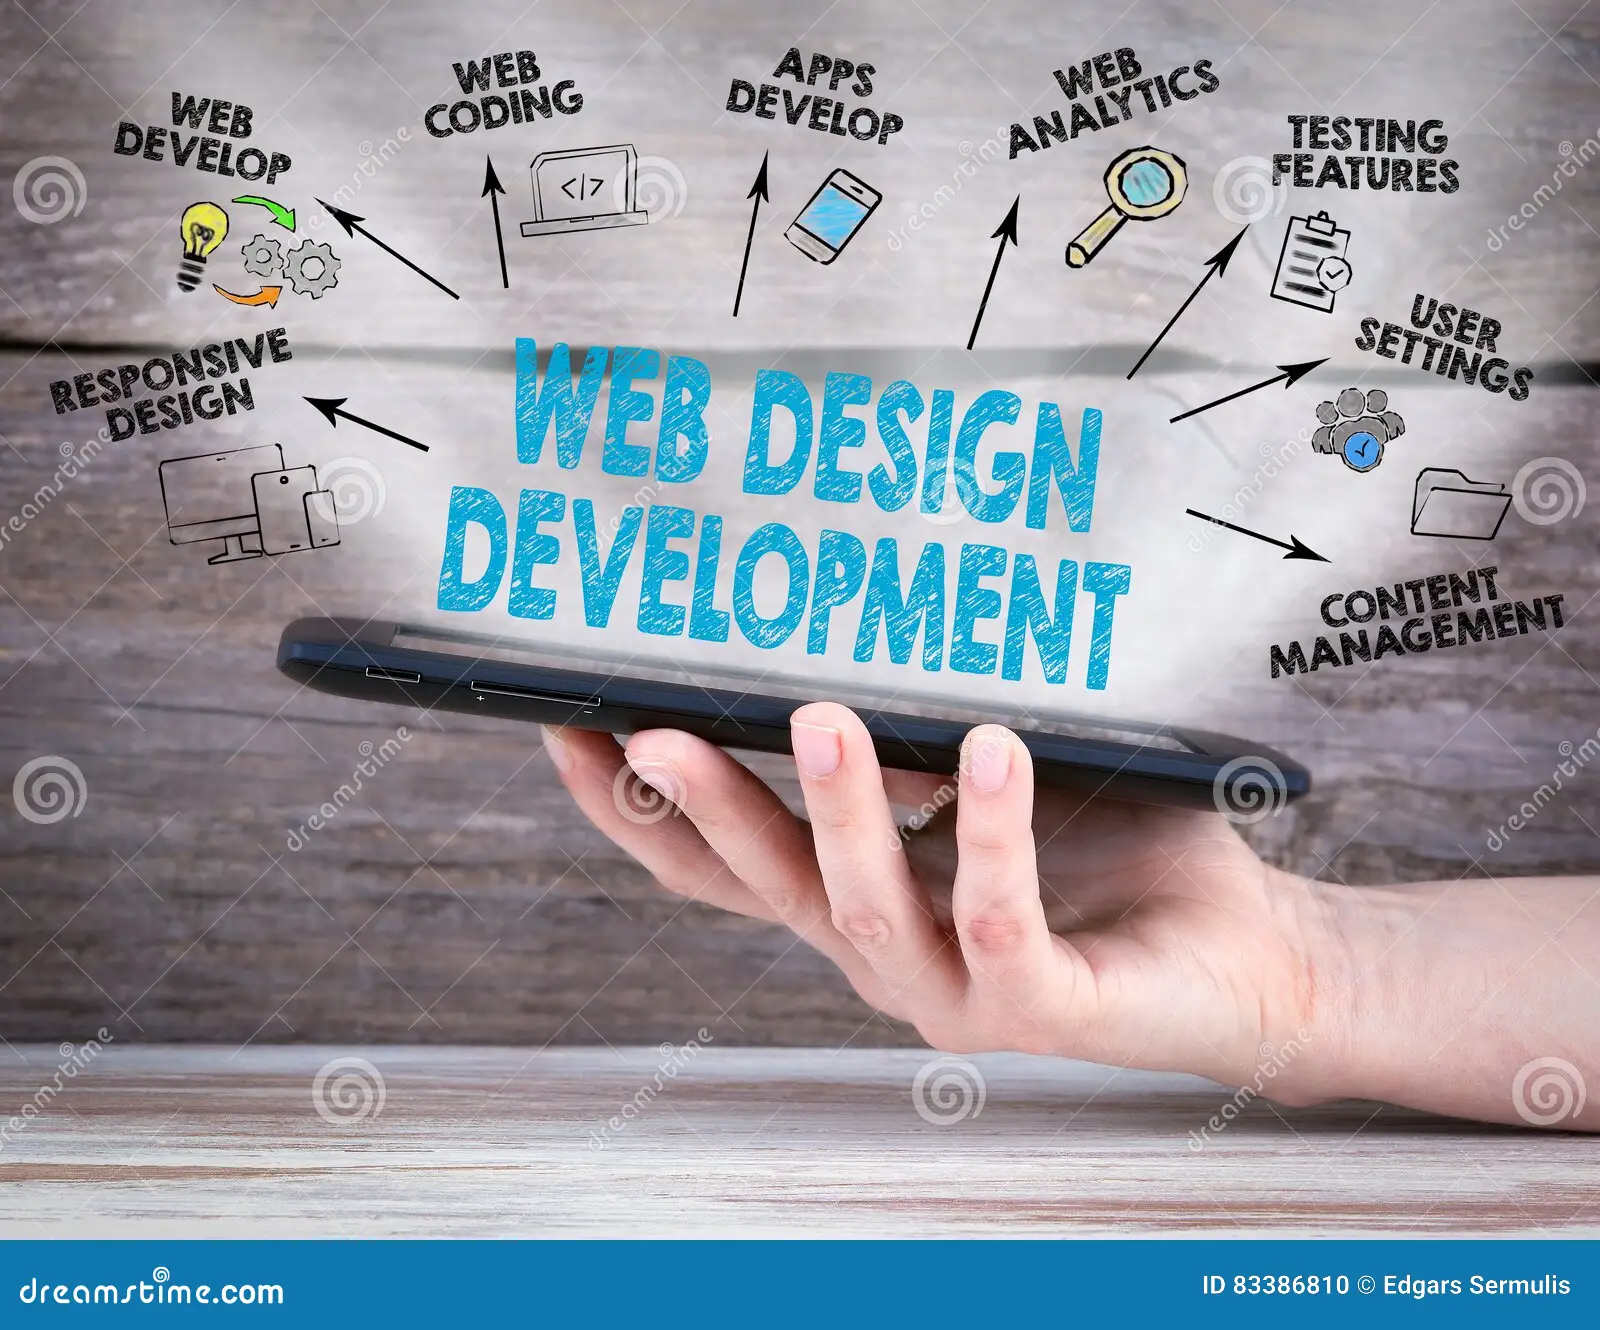 WEB
DEVELOP
WEB
CODING
</>
APPS
DEVELOP
WEB
ANALYTICS
TESTING
FEATURES
USER
SETTINGS
RESPONSIVE
DESIGN
WEB DESIGN
DEVELOPMENT
CONTENT
MANAGEMENT
+
-
dreamstime
dreamstime.com
ID 83386810 © Edgars Sermulis